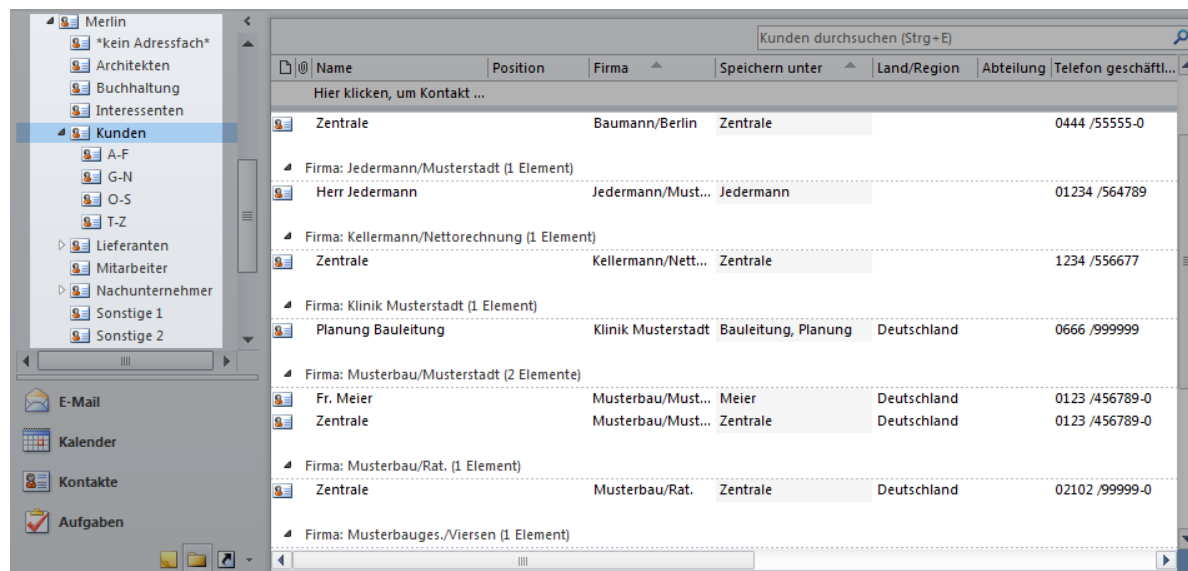 Merlin
*kein Adressfach*
Architekten
Buchhaltung
Interessenten
Kunden
A-F
G-N
O-S
T-Z
Lieferanten
Mitarbeiter
Nachunternehmer
Sonstige 1
Sonstige 2
E-Mail
Kalender
Kontakte
Aufgaben
Kunden durchsuchen (Strg+E)
Name Position Firma Speichern unter Land/Region Abteilung Telefon geschäftl...
Hier klicken, um Kontakt ...
Zentrale Baumann/Berlin Zentrale 0444 /55555-0
Firma: Jedermann/Musterstadt (1 Element)
Herr Jedermann Jedermann/Must... Jedermann 01234 /564789
Firma: Kellermann/Nettorechnung (1 Element)
Zentrale Kellermann/Nett... Zentrale 1234 /556677
Firma: Klinik Musterstadt (1 Element)
Planung Bauleitung Klinik Musterstadt Bauleitung, Planung Deutschland 0666 /999999
Firma: Musterbau/Musterstadt (2 Elemente)
Fr. Meier Musterbau/Must... Meier Deutschland 0123 /456789-0
Zentrale Musterbau/Must... Zentrale Deutschland 0123 /456789-0
Firma: Musterbau/Rat. (1 Element)
Zentrale Musterbau/Rat. Zentrale Deutschland 02102 /99999-0
Firma: Musterbauges./Viersen (1 Element)